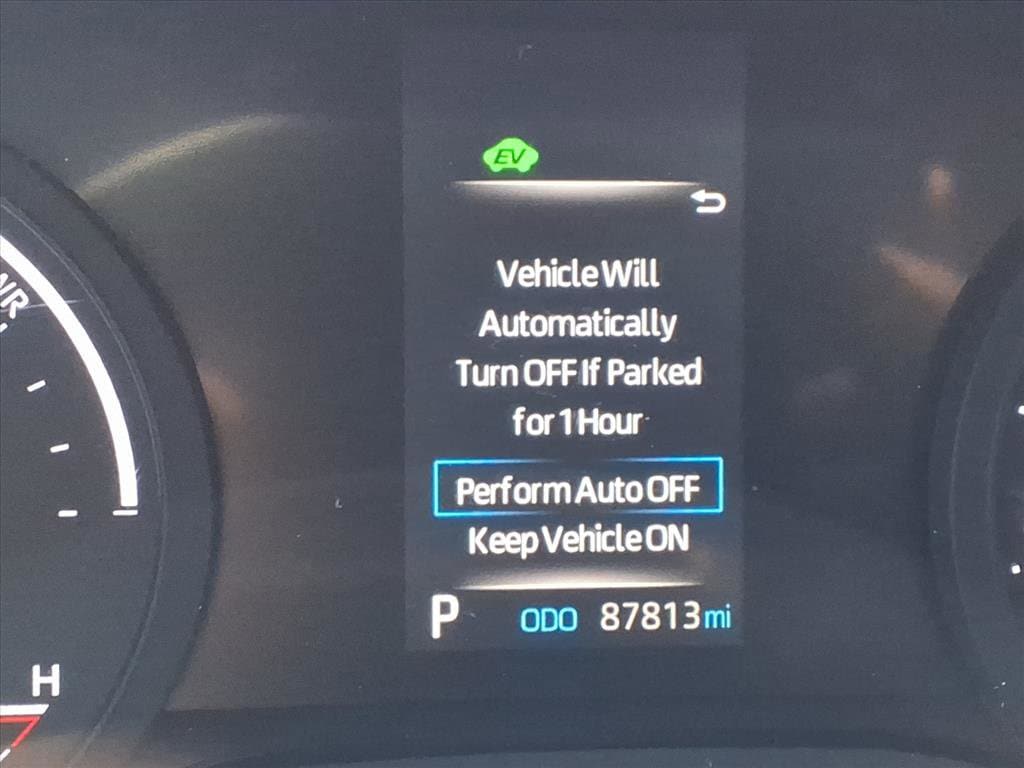 EV
Vehicle Will
Automatically
Turn OFF If Parked
for 1 Hour
Perform Auto OFF
Keep Vehicle ON
P ODO 87813 mi
H